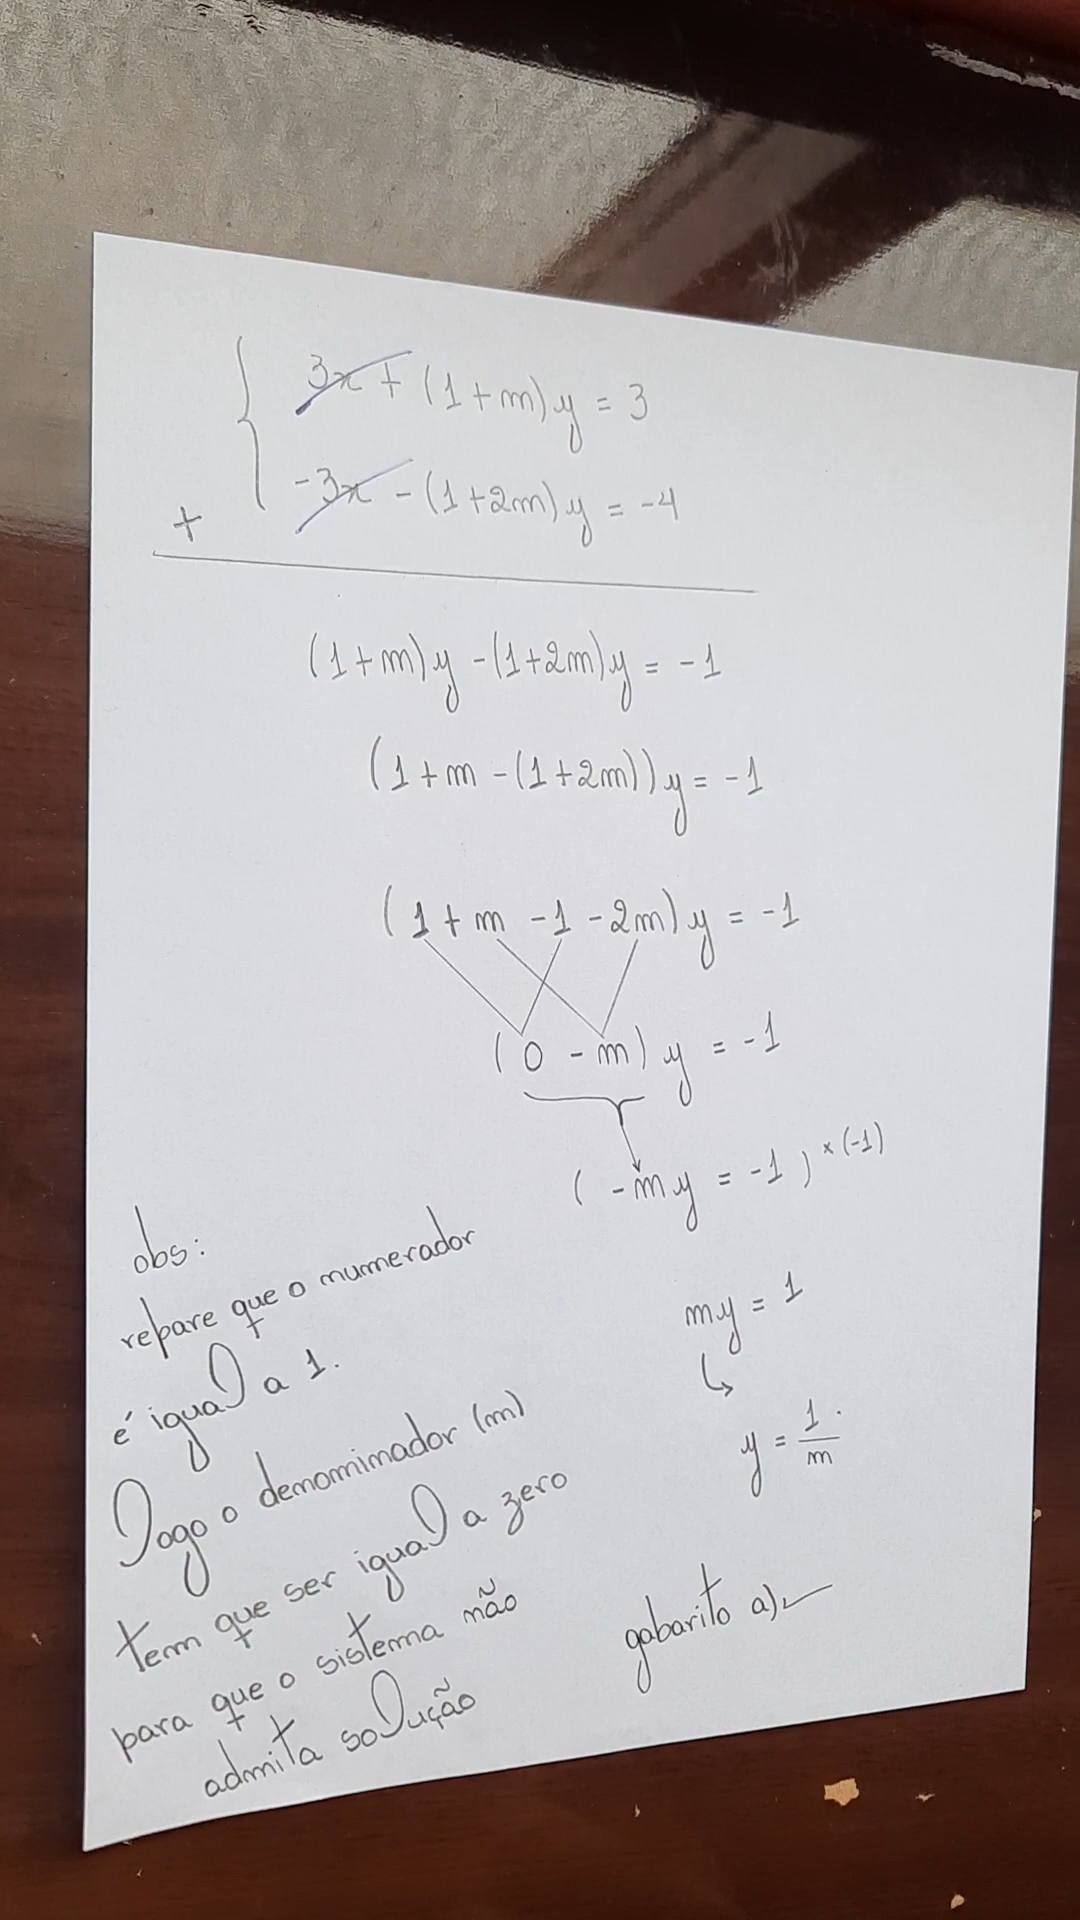 3x + (1+m)y = 3
-3x - (1+2m)y = -4
+
(1+m)y - (1+2m)y = -1
(1+m - (1+2m))y = -1
(1+m -1 -2m)y = -1
(0 - m)y = -1
(-my = -1) × (-1)
my = 1
y = 1/m
obs:
repare que o numerador
é igual a 1.
Logo o denominador (m)
tem que ser igual a zero
para que o sistema não
admita solução
gabarito a)